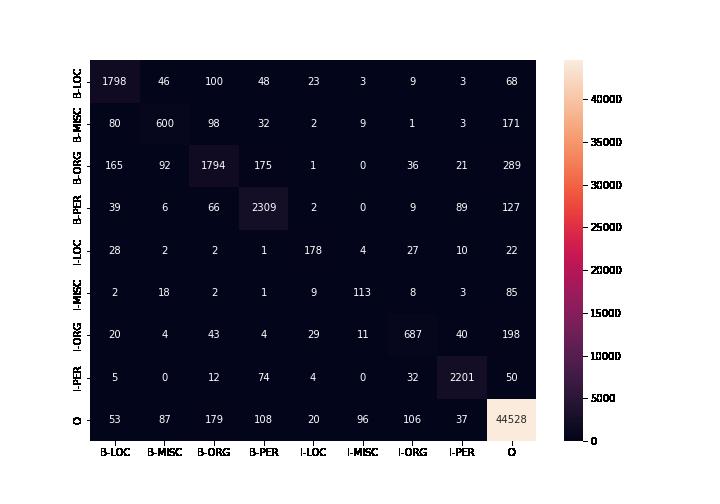 B-LOC 1798 46 100 48 23 3 9 3 68
B-MISC 80 600 98 32 2 9 1 3 171
B-ORG 165 92 1794 175 1 0 36 21 289
B-PER 39 6 66 2309 2 0 9 89 127
I-LOC 28 2 2 1 178 4 27 10 22
I-MISC 2 18 2 1 9 113 8 3 85
I-ORG 20 4 43 4 29 11 687 40 198
I-PER 5 0 12 74 4 0 32 2201 50
O 53 87 179 108 20 96 106 37 44528
B-LOC B-MISC B-ORG B-PER I-LOC I-MISC I-ORG I-PER O
40000
35000
30000
25000
20000
15000
10000
5000
0